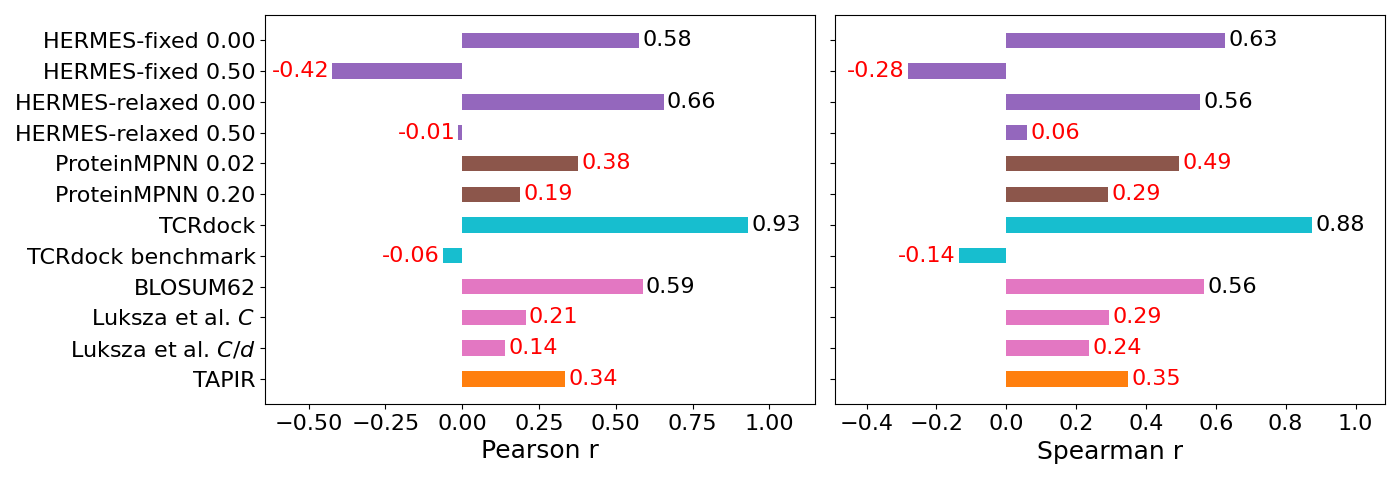 HERMES-fixed 0.00 0.58 0.63
HERMES-fixed 0.50 -0.42 -0.28
HERMES-relaxed 0.00 0.66 0.56
HERMES-relaxed 0.50 -0.01 0.06
ProteinMPNN 0.02 0.38 0.49
ProteinMPNN 0.20 0.19 0.29
TCRdock 0.93 0.88
TCRdock benchmark -0.06 -0.14
BLOSUM62 0.59 0.56
Luksza et al. C 0.21 0.29
Luksza et al. C/d 0.14 0.24
TAPIR 0.34 0.35
−0.50 −0.25 0.00 0.25 0.50 0.75 1.00 −0.4 −0.2 0.0 0.2 0.4 0.6 0.8 1.0
Pearson r Spearman r